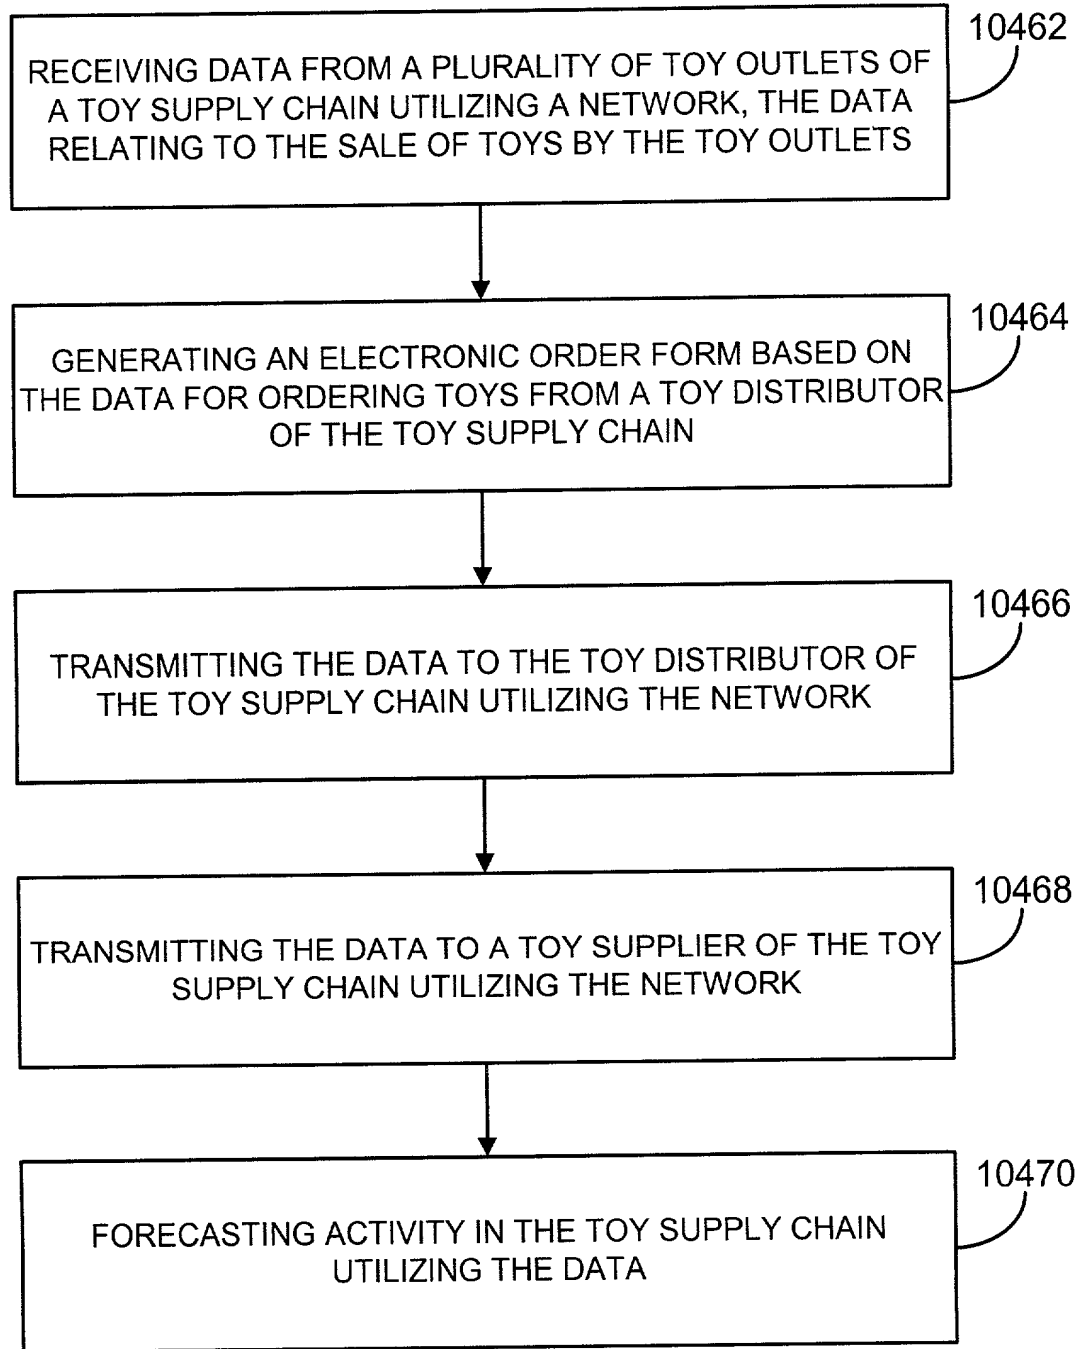 10462
RECEIVING DATA FROM A PLURALITY OF TOY OUTLETS OF
A TOY SUPPLY CHAIN UTILIZING A NETWORK, THE DATA
RELATING TO THE SALE OF TOYS BY THE TOY OUTLETS
10464
GENERATING AN ELECTRONIC ORDER FORM BASED ON
THE DATA FOR ORDERING TOYS FROM A TOY DISTRIBUTOR
OF THE TOY SUPPLY CHAIN
10466
TRANSMITTING THE DATA TO THE TOY DISTRIBUTOR OF
THE TOY SUPPLY CHAIN UTILIZING THE NETWORK
10468
TRANSMITTING THE DATA TO A TOY SUPPLIER OF THE TOY
SUPPLY CHAIN UTILIZING THE NETWORK
10470
FORECASTING ACTIVITY IN THE TOY SUPPLY CHAIN
UTILIZING THE DATA